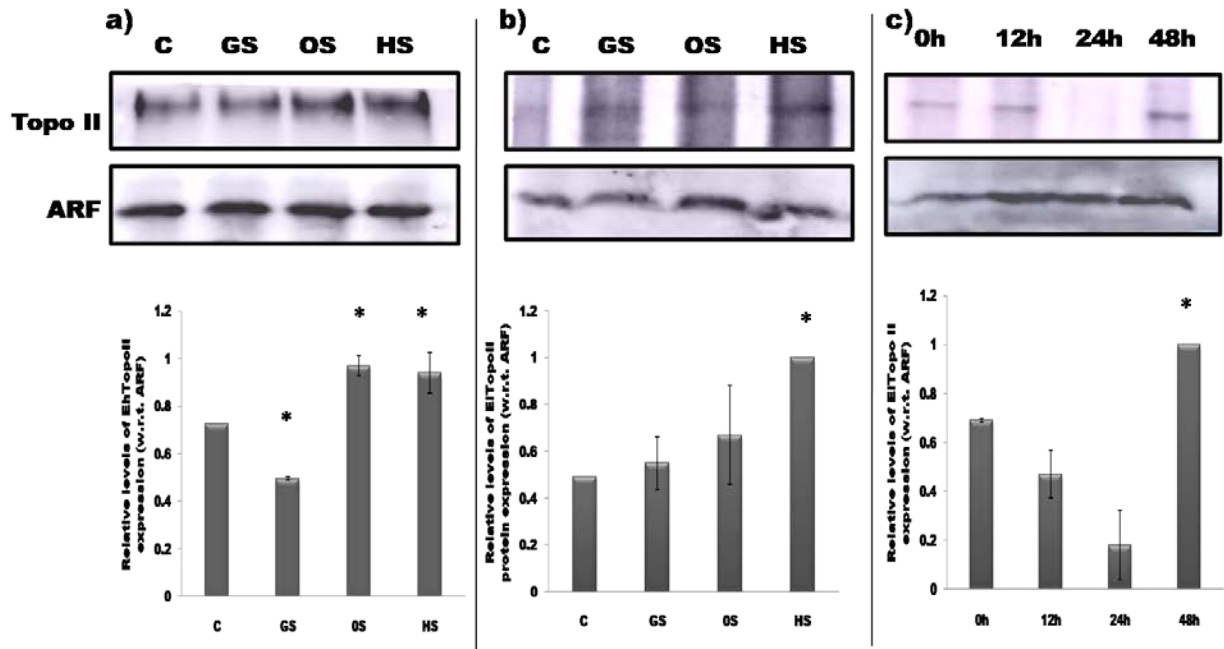 a)
C GS OS HS
Topo II
ARF
Relative levels of EhTopoII
expression (w.r.t. ARF)
1.2
1
0.8
0.6
0.4
0.2
0
*
*
*
C GS OS HS
b)
C GS OS HS
Relative levels of EiTopoII
protein expression (w.r.t. ARF)
1.2
1
0.8
0.6
0.4
0.2
0
*
C GS OS HS
c)
0h 12h 24h 48h
Relative levels of EiTopo II
expression (w.r.t. ARF)
1.2
1
0.8
0.6
0.4
0.2
0
*
0h 12h 24h 48h